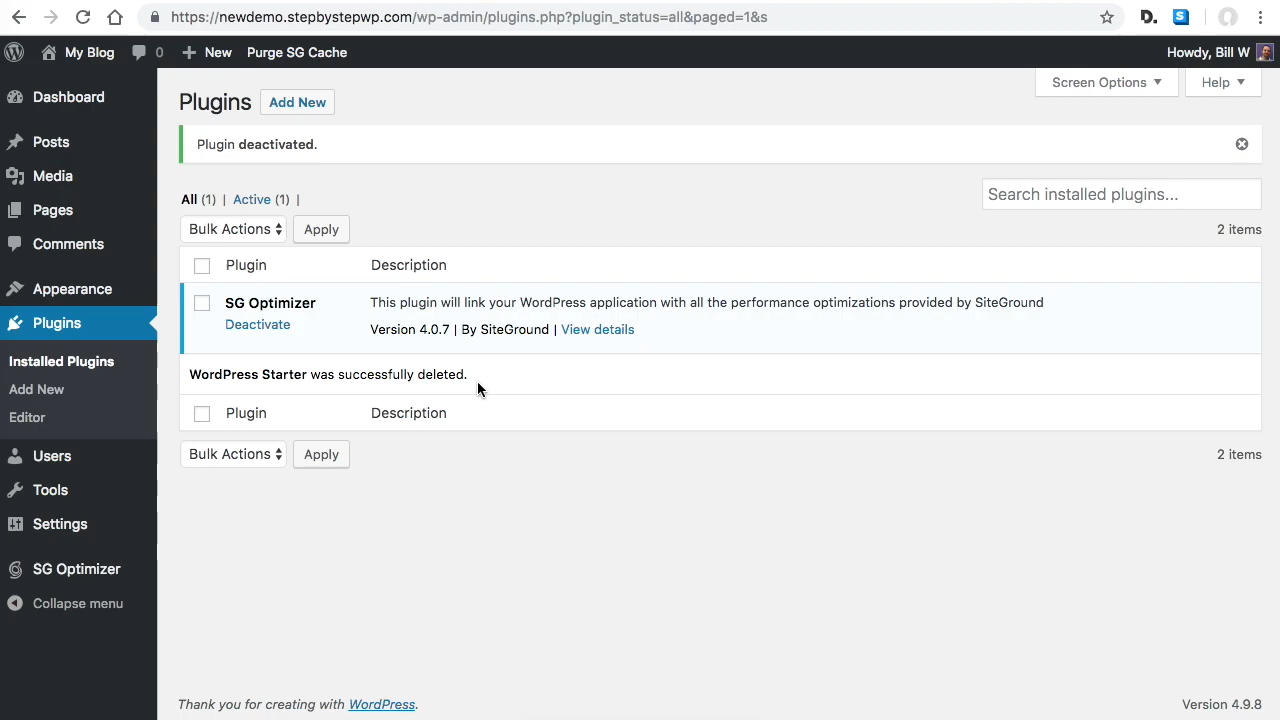 https://newdemo.stepbystepwp.com/wp-admin/plugins.php?plugin_status=all&paged=1&s
D.
S
My Blog 0 New Purge SG Cache Howdy, Bill W
Screen Options Help
Plugins Add New
Plugin deactivated.
All (1) | Active (1) |
Search installed plugins...
Bulk Actions Apply 2 items
Plugin Description
SG Optimizer This plugin will link your WordPress application with all the performance optimizations provided by SiteGround
Deactivate Version 4.0.7 | By SiteGround | View details
WordPress Starter was successfully deleted.
Plugin Description
Bulk Actions Apply 2 items
Dashboard
Posts
Media
Pages
Comments
Appearance
Plugins
Installed Plugins
Add New
Editor
Users
Tools
Settings
SG Optimizer
Collapse menu
Thank you for creating with WordPress. Version 4.9.8